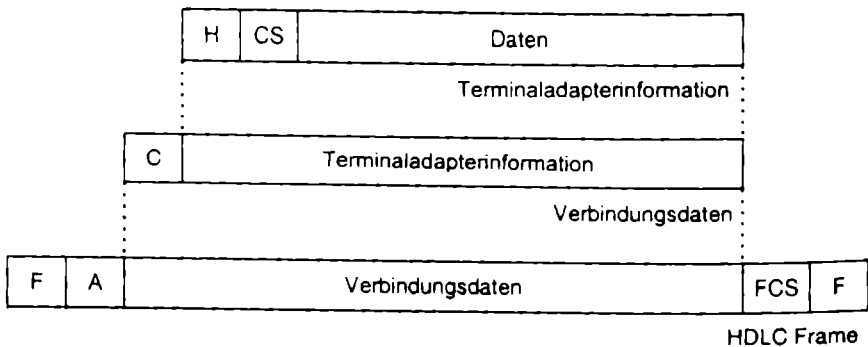 H CS Daten
Terminaladapterinformation
C Terminaladapterinformation
Verbindungsdaten
F A Verbindungsdaten FCS F
HDLC Frame